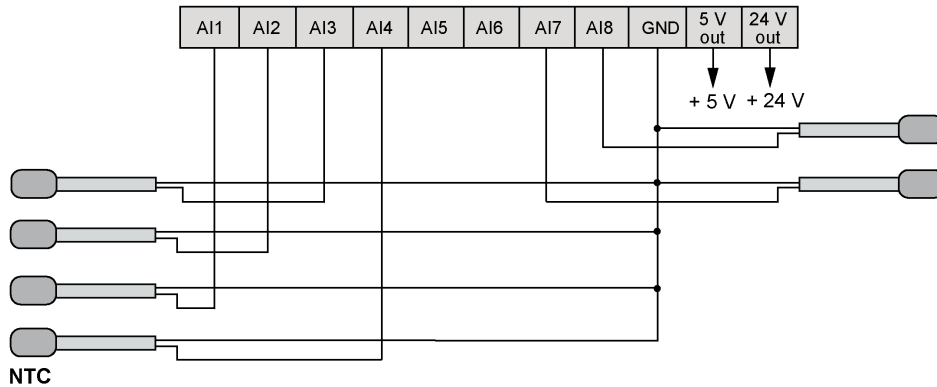 AI1 AI2 AI3 AI4 AI5 AI6 AI7 AI8 GND 5 V out 24 V out
+ 5 V + 24 V
NTC